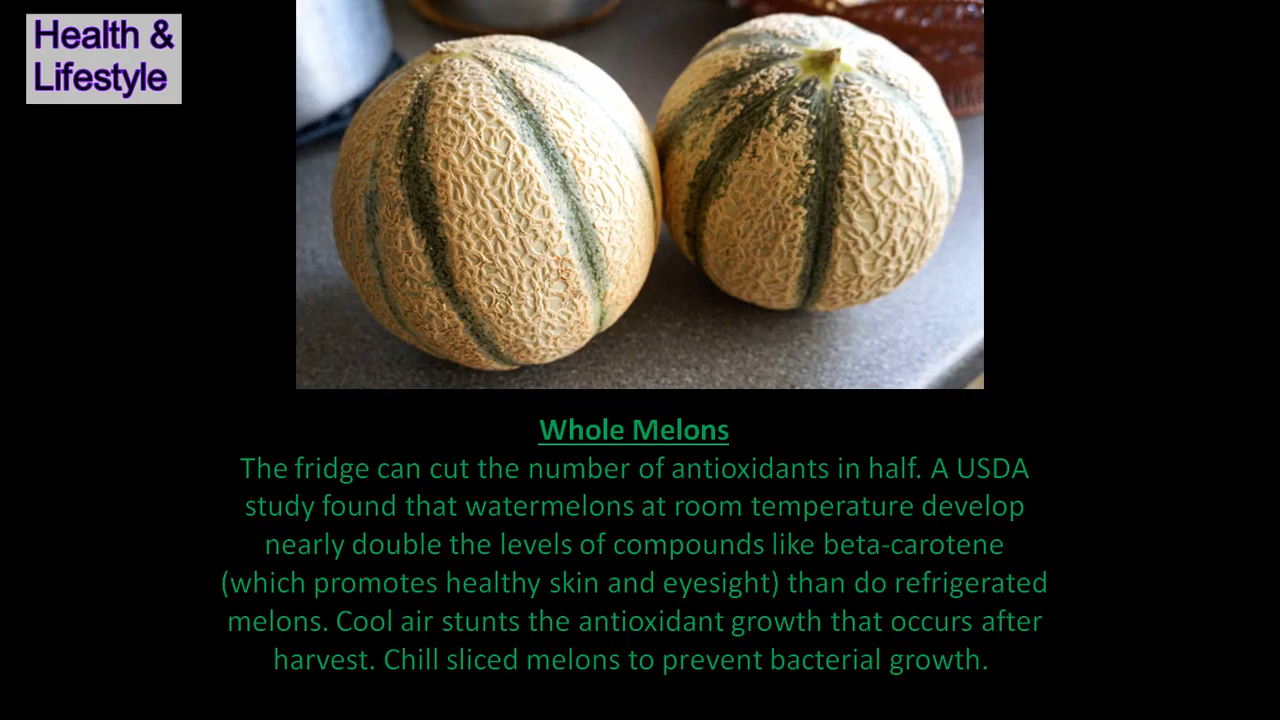 Health &
Lifestyle
Whole Melons
The fridge can cut the number of antioxidants in half. A USDA
study found that watermelons at room temperature develop
nearly double the levels of compounds like beta-carotene
(which promotes healthy skin and eyesight) than do refrigerated
melons. Cool air stunts the antioxidant growth that occurs after
harvest. Chill sliced melons to prevent bacterial growth.